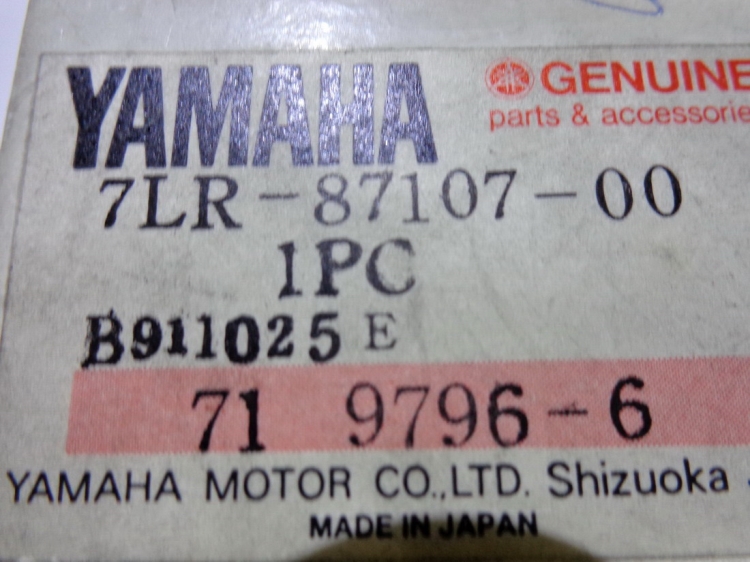 YAMAHA
GENUINE
parts & accessorie
7LR-87107-00
1PC
B911025 E
71 9796-6
YAMAHA MOTOR CO.,LTD. Shizuoka
MADE IN JAPAN